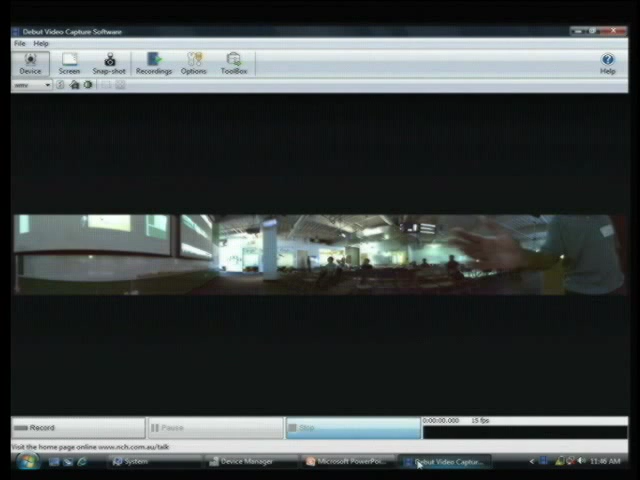 Debut Video Capture Software
File Help
Device Screen Snap-shot Recordings Options ToolBox Help
wmv
Record Pause Stop 0:00:00.000 15 fps
Visit the home page online www.nch.com.au/talk
System Device Manager Microsoft PowerPoi... Debut Video Captur... 11:46 AM